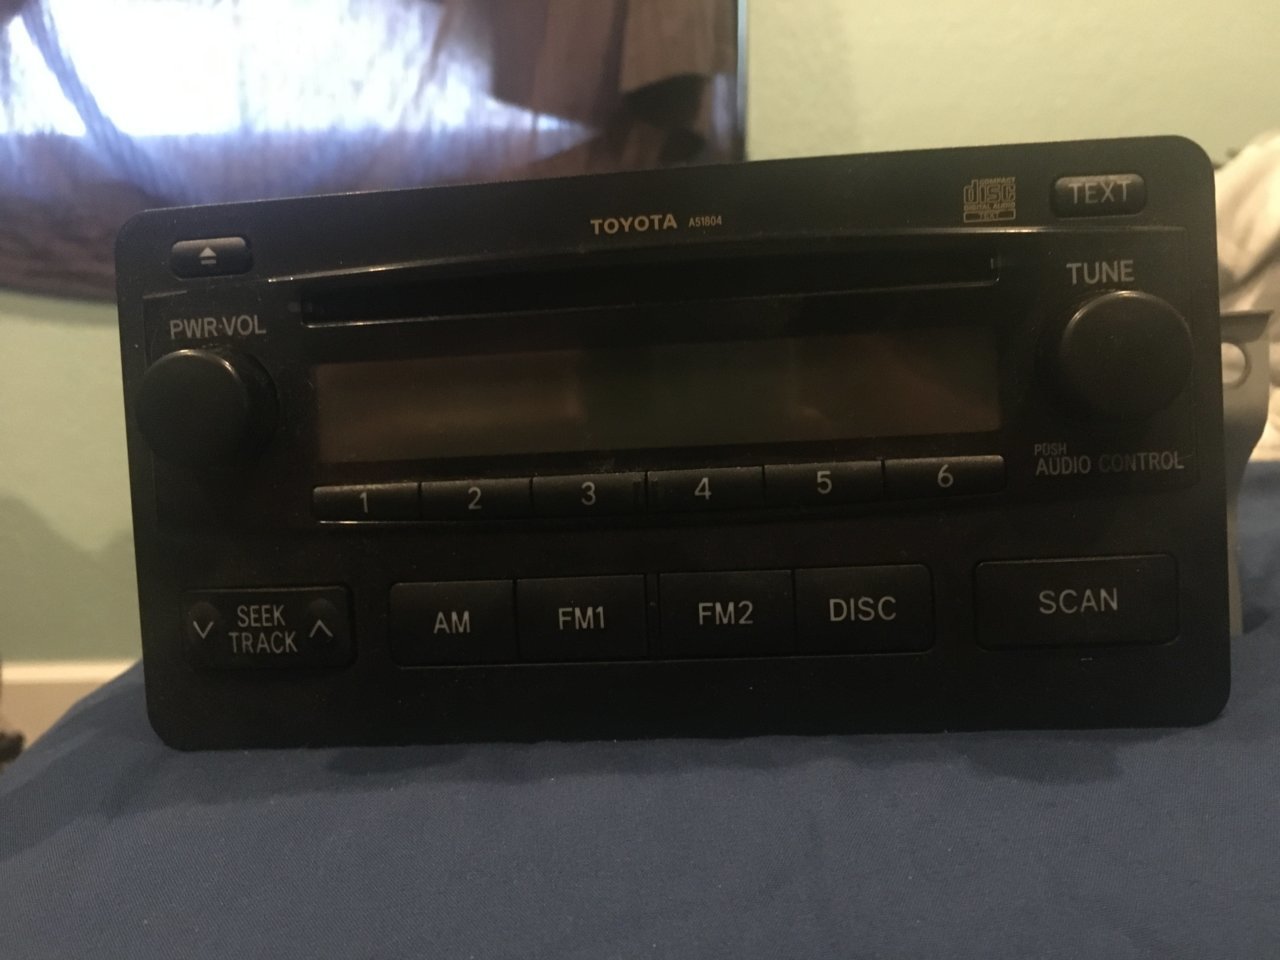 TOYOTA A51804
COMPACT
disc
DIGITAL AUDIO
TEXT
TEXT
PWR·VOL
TUNE
PUSH
AUDIO CONTROL
1 2 3 4 5 6
SEEK
TRACK
AM FM1 FM2 DISC SCAN